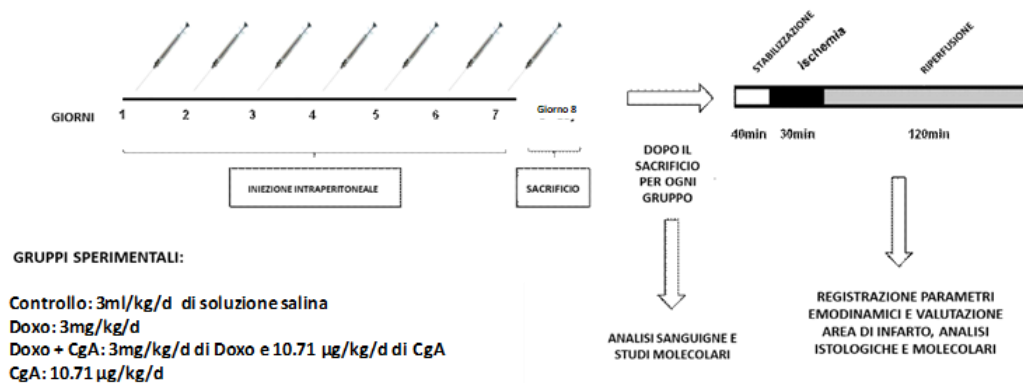 STABILIZZAZIONE
ischemia
RIPERFUSIONE
GIORNI
1 2 3 4 5 6 7 Giorno 8
40min 30min 120min
INIEZIONE INTRAPERITONEALE
SACRIFICIO
DOPO IL
SACRIFICIO
PER OGNI
GRUPPO
GRUPPI SPERIMENTALI:
Controllo: 3ml/kg/d di soluzione salina
Doxo: 3mg/kg/d
Doxo + CgA: 3mg/kg/d di Doxo e 10.71 µg/kg/d di CgA
CgA: 10.71 µg/kg/d
ANALISI SANGUIGNE E
STUDI MOLECOLARI
REGISTRAZIONE PARAMETRI
EMODINAMICI E VALUTAZIONE
AREA DI INFARTO, ANALISI
ISTOLOGICHE E MOLECOLARI